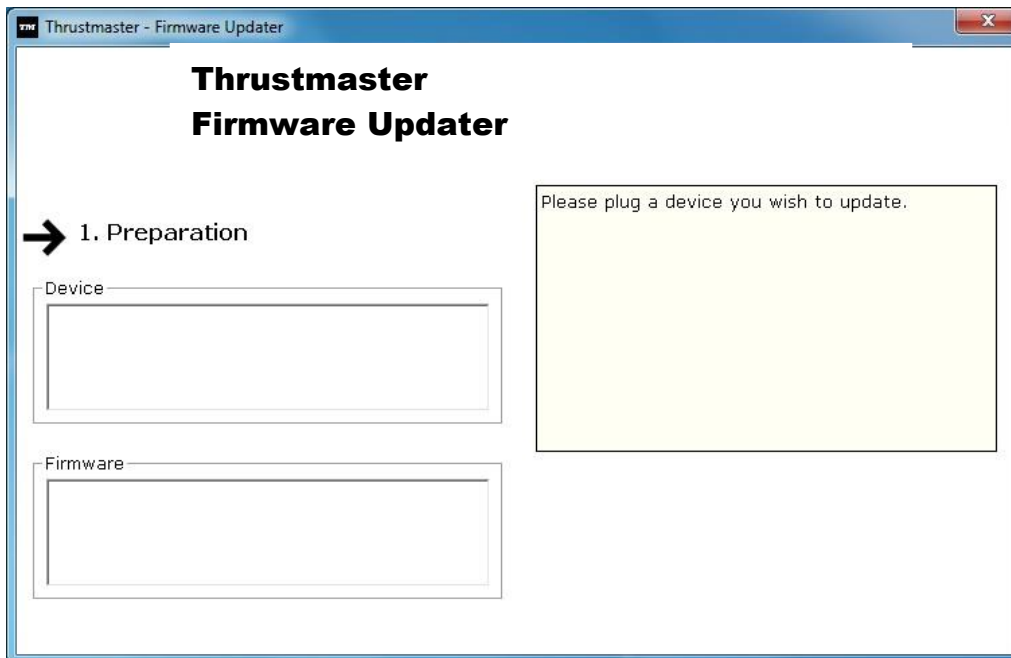 TM Thrustmaster - Firmware Updater
x
Thrustmaster
Firmware Updater
1. Preparation
Please plug a device you wish to update.
Device
Firmware